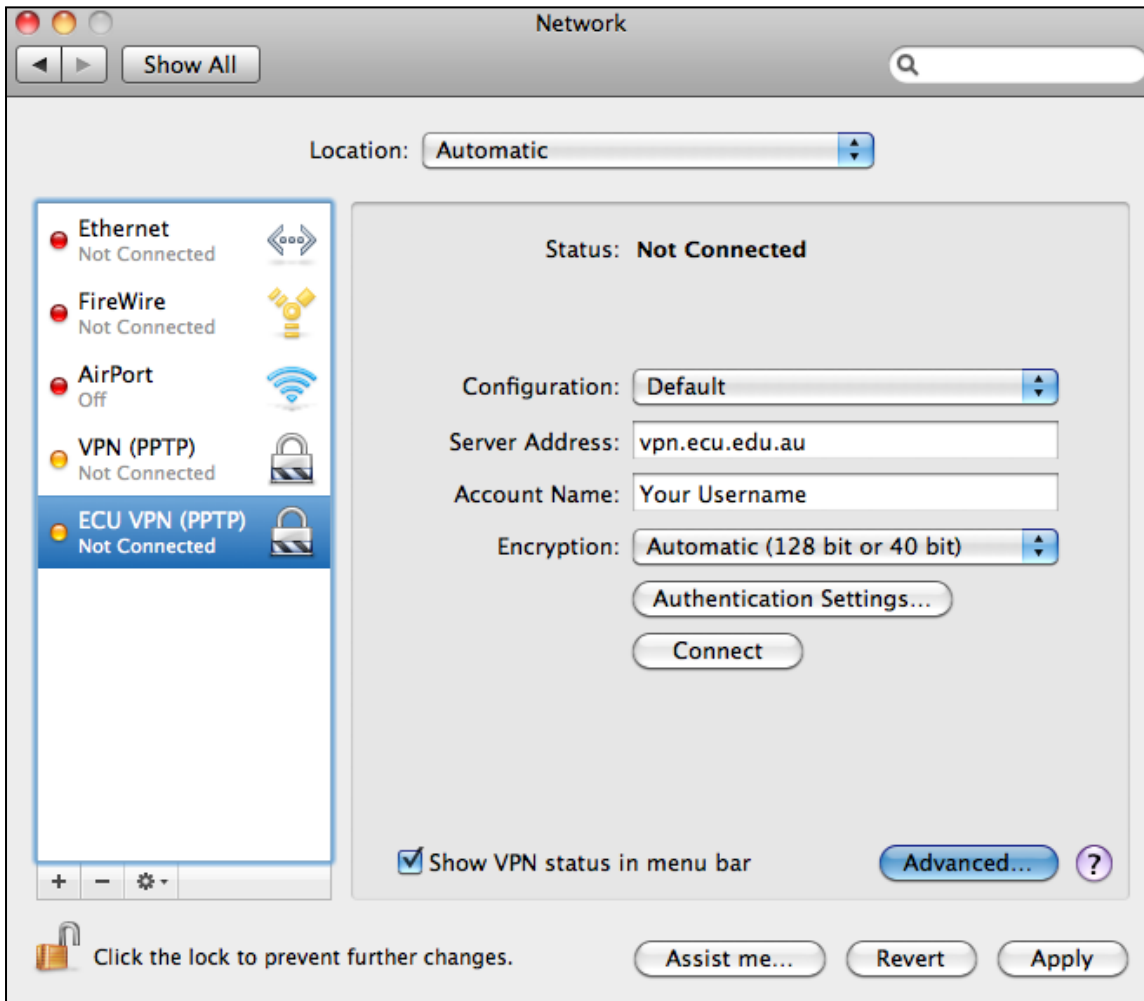 Network
Show All
Location: Automatic
Ethernet
Not Connected
FireWire
Not Connected
AirPort
Off
VPN (PPTP)
Not Connected
ECU VPN (PPTP)
Not Connected
Status: Not Connected
Configuration: Default
Server Address: vpn.ecu.edu.au
Account Name: Your Username
Encryption: Automatic (128 bit or 40 bit)
Authentication Settings...
Connect
Show VPN status in menu bar
Advanced...
?
Click the lock to prevent further changes.
Assist me...
Revert
Apply